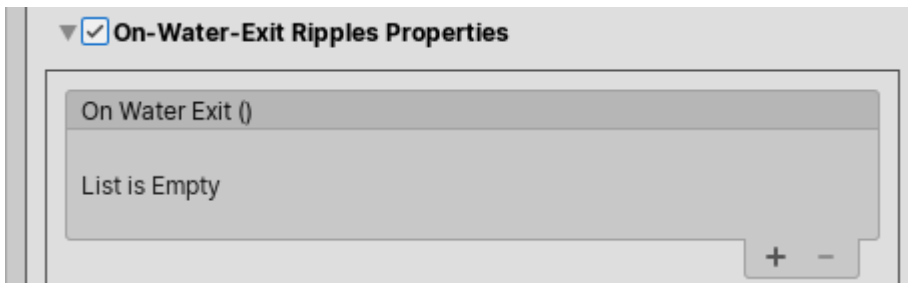 On-Water-Exit Ripples Properties
On Water Exit ()
List is Empty
+ −